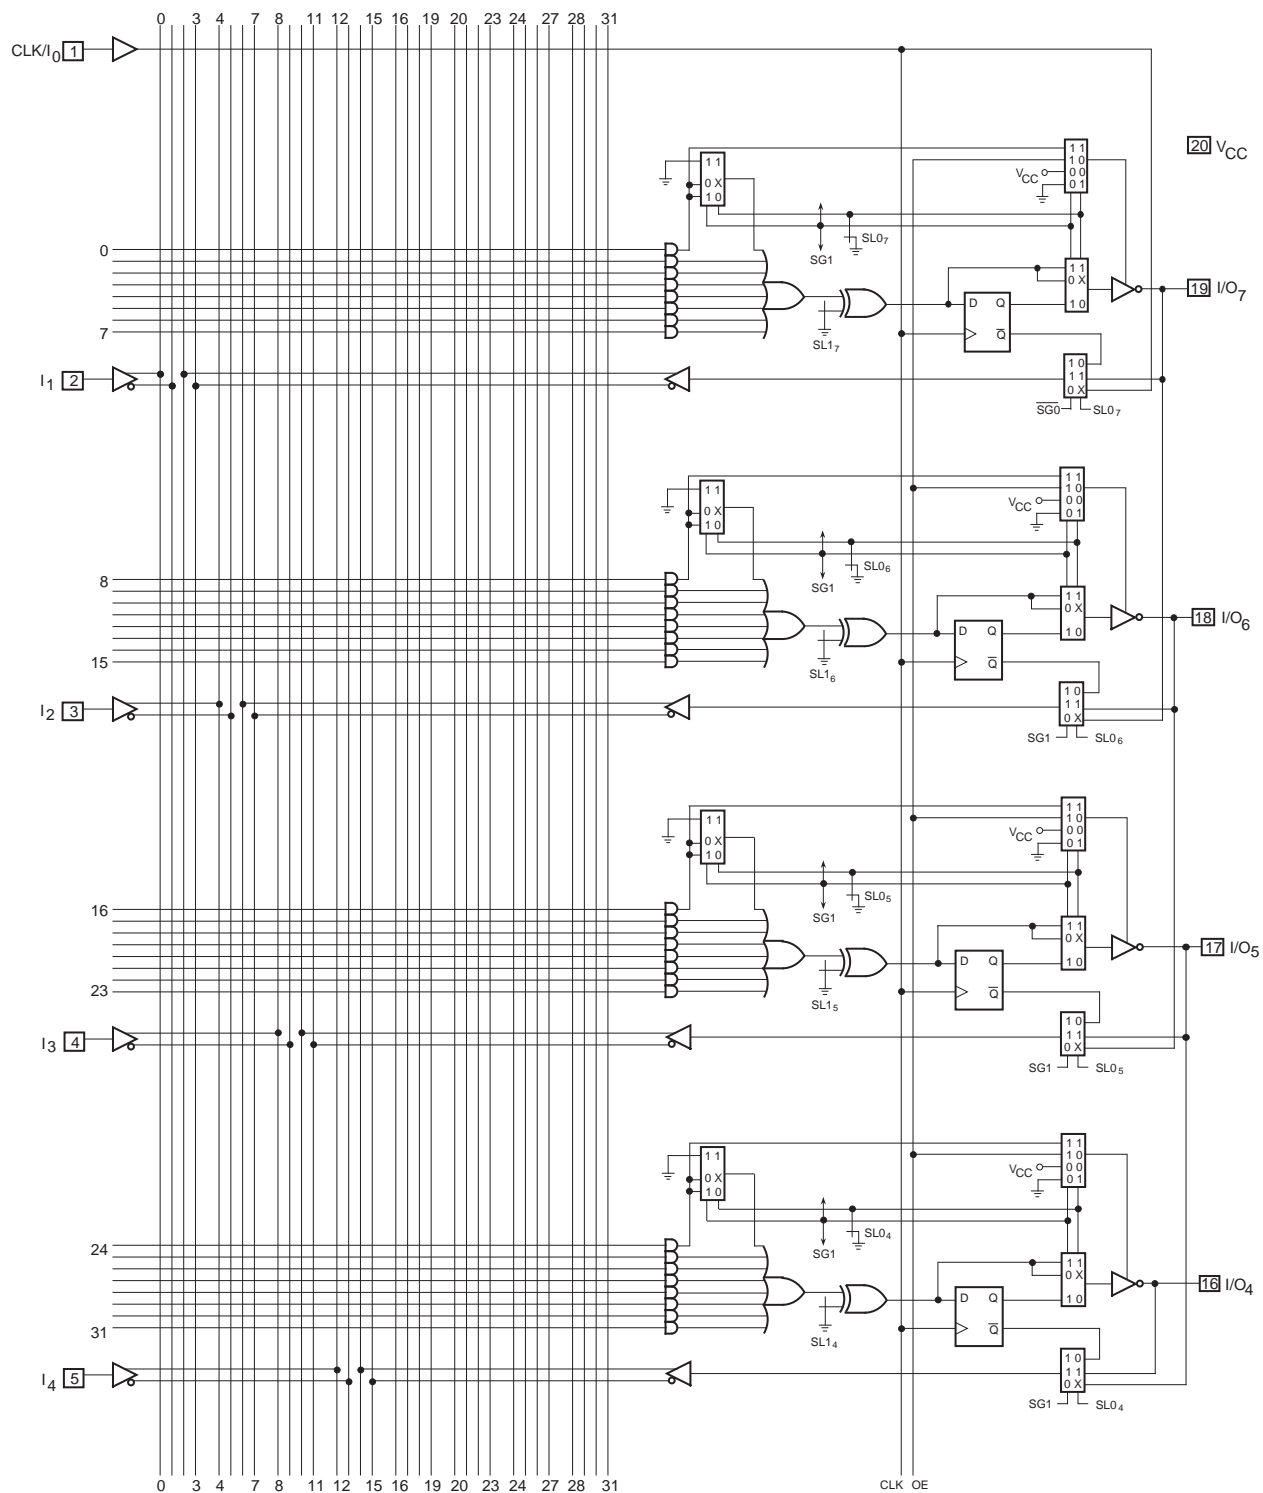 0 3 4 7 8 11 12 15 16 19 20 23 24 27 28 31
CLK/I0 1
20 VCC
1 1
1 0
VCC 0 0
0 1
1 1
0 X
1 0
SL07
SG1
0
7
1 1
0 X
1 0
19 I/O7
D Q
Q
SL17
I1 2
1 0
1 1
0 X
SG0 SL07
1 1
1 0
VCC 0 0
0 1
1 1
0 X
1 0
SL06
SG1
8
15
1 1
0 X
1 0
18 I/O6
D Q
Q
SL16
I2 3
1 0
1 1
0 X
SG1 SL06
1 1
1 0
VCC 0 0
0 1
1 1
0 X
1 0
SL05
SG1
16
23
1 1
0 X
1 0
17 I/O5
D Q
Q
SL15
I3 4
1 0
1 1
0 X
SG1 SL05
1 1
1 0
VCC 0 0
0 1
1 1
0 X
1 0
SL04
SG1
24
31
1 1
0 X
1 0
16 I/O4
D Q
Q
SL14
I4 5
1 0
1 1
0 X
SG1 SL04
0 3 4 7 8 11 12 15 16 19 20 23 24 27 28 31
CLK OE